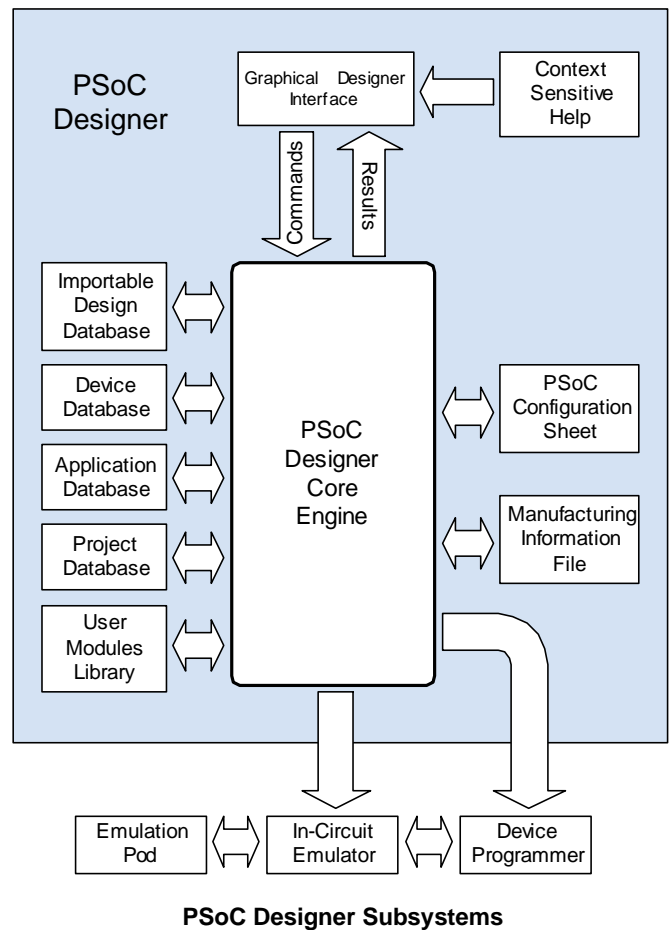 PSoC
Designer
Graphical Designer
Interface
Context
Sensitive
Help
Commands
Results
Importable
Design
Database
Device
Database
Application
Database
Project
Database
User
Modules
Library
PSoC
Designer
Core
Engine
PSoC
Configuration
Sheet
Manufacturing
Information
File
Emulation
Pod
In-Circuit
Emulator
Device
Programmer
PSoC Designer Subsystems